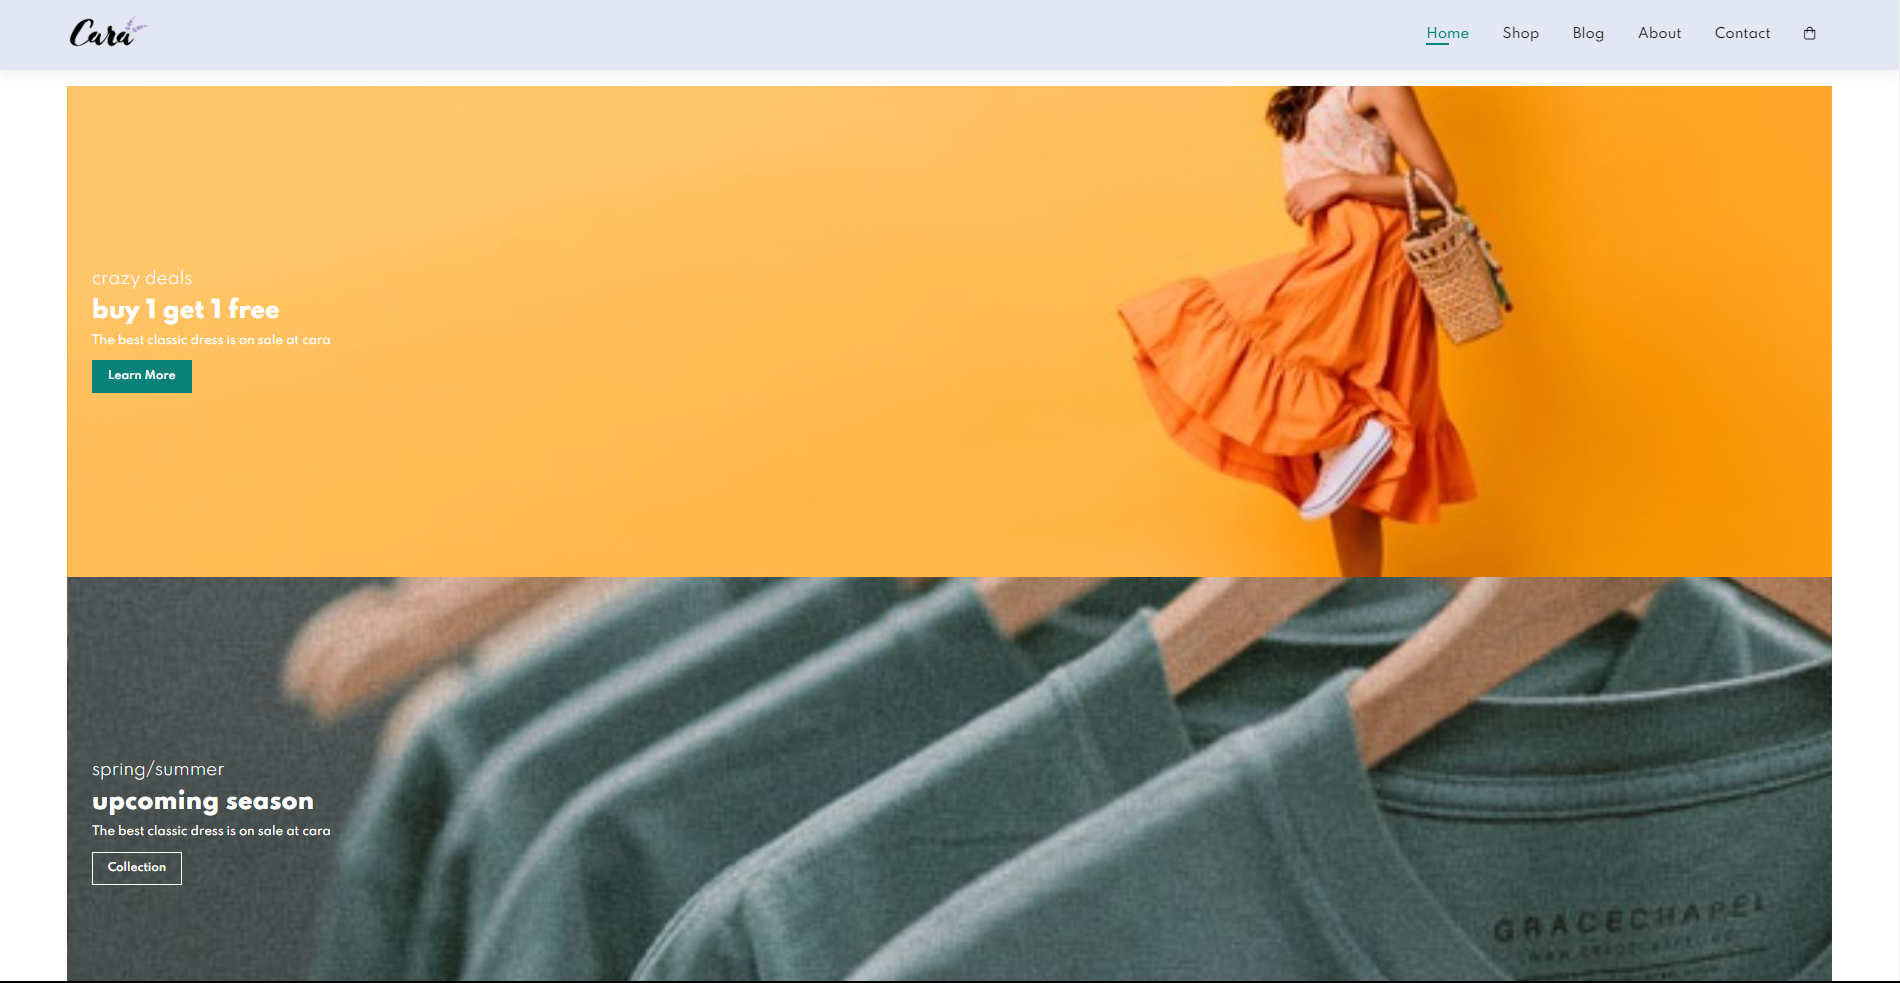 Cara
Home Shop Blog About Contact
crazy deals
buy 1 get 1 free
The best classic dress is on sale at cara
Learn More
spring/summer
upcoming season
The best classic dress is on sale at cara
Collection
GRACECHAPEL